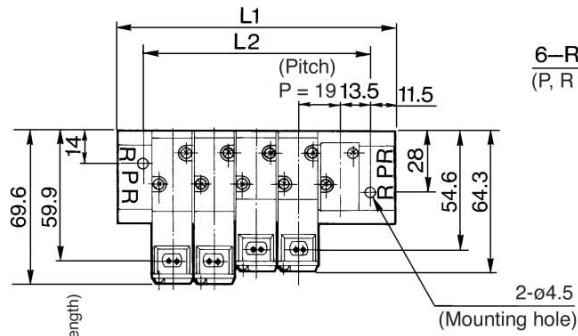 L1
L2
6–R
(P, R
(Pitch)
P = 19
13.5
11.5
14
69.6
59.9
R P R
R PR
28
54.6
64.3
2-ø4.5
(Mounting hole)
ength)